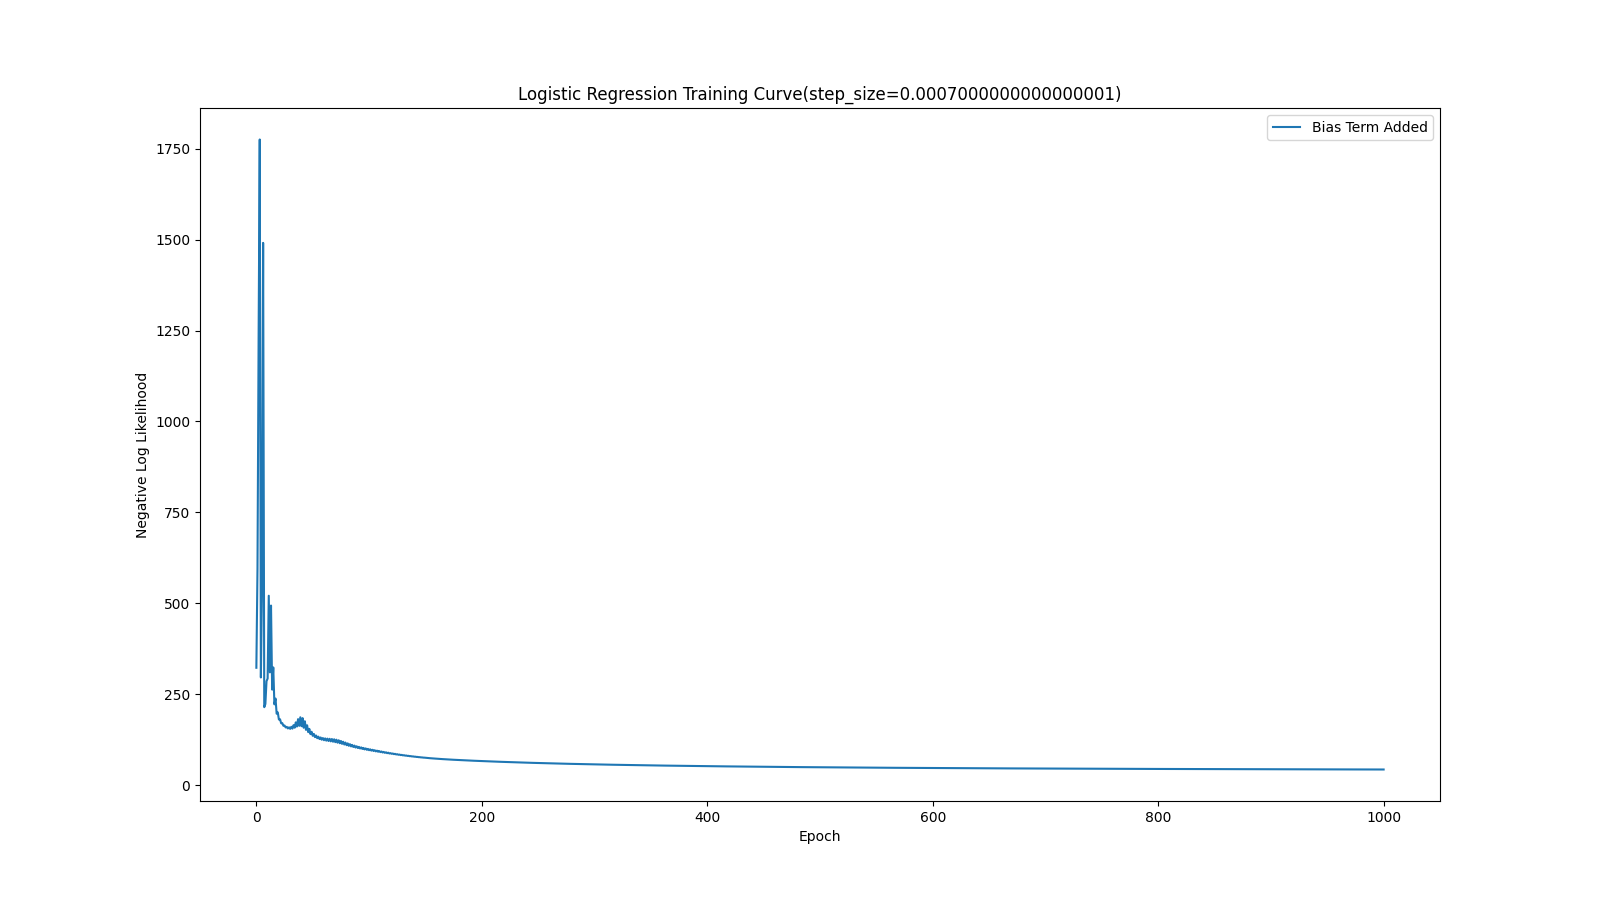 Logistic Regression Training Curve(step_size=0.0007000000000000001)
Bias Term Added
1750
1500
1250
1000
750
500
250
0
Negative Log Likelihood
0 200 400 600 800 1000
Epoch